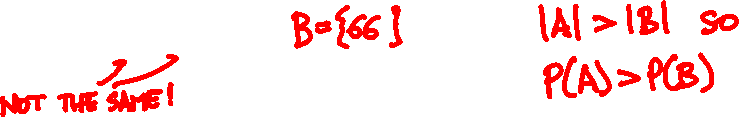 B={66}
|A|>|B| so
P(A)>P(B)
NOT THE SAME!